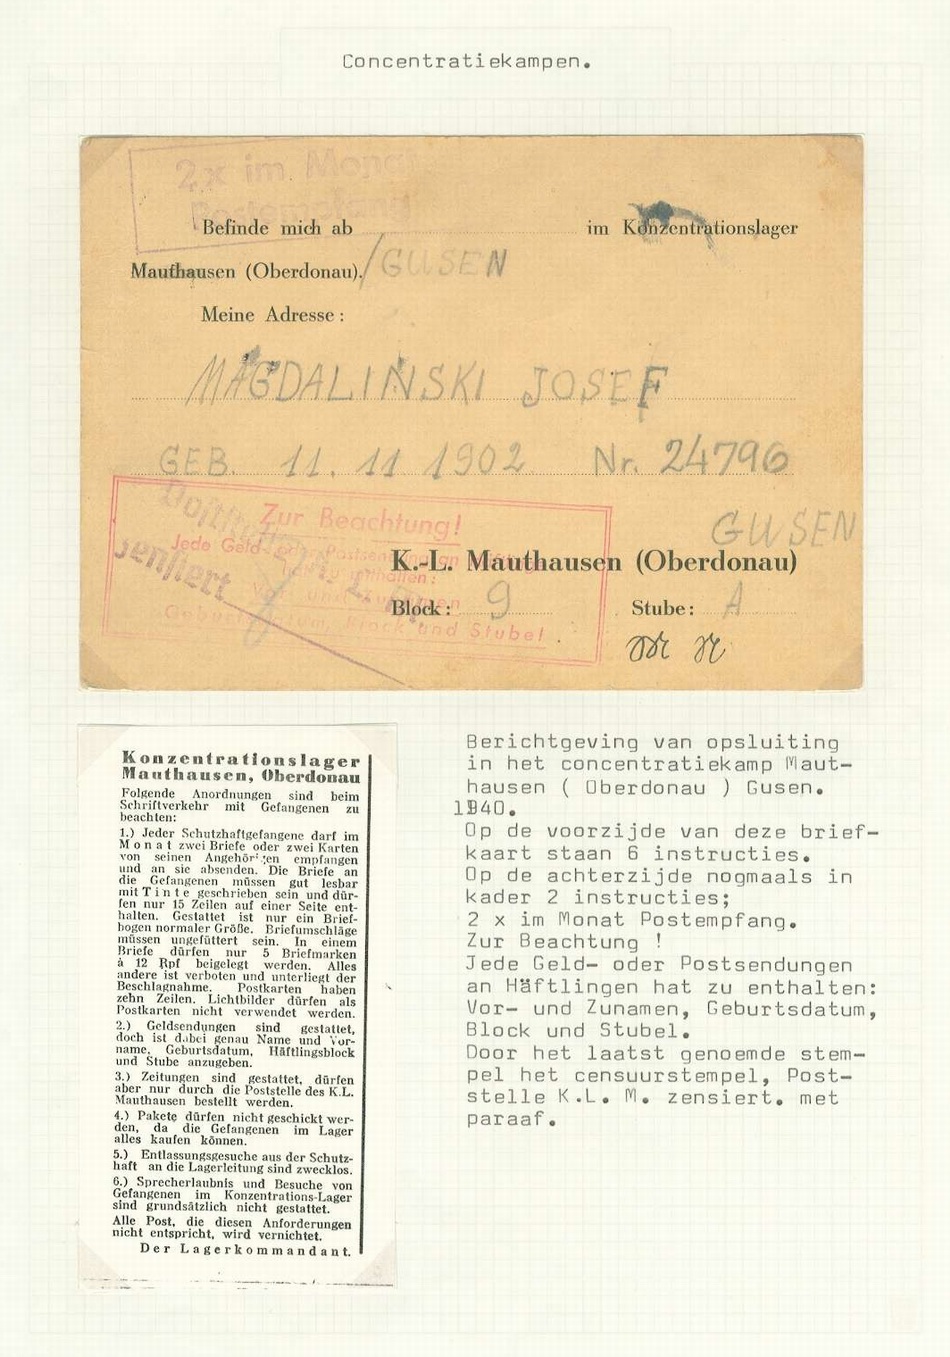 Concentratiekampen.
2x im Monat
Postempfang
Befinde mich ab im Konzentrationslager
Mauthausen (Oberdonau). /GUSEN
Meine Adresse:
MAGDALINSKI JOSEF
GEB. 11. 11 1902 Nr. 24796
Zur Beachtung!
Jede Geld- oder Postsendung an
enthalten:
Vor- und Zunamen
Geburtsdatum, Block und Stube!
Poststelle
zensiert
GUSEN
K.-L. Mauthausen (Oberdonau)
Block: 9 Stube: A
Konzentrationslager
Mauthausen, Oberdonau
Folgende Anordnungen sind beim
Schriftverkehr mit Gefangenen zu
beachten:
1.) Jeder Schutzhaftgefangene darf im
Monat zwei Briefe oder zwei Karten
von seinen Angehörigen empfangen
und an sie absenden. Die Briefe an
die Gefangenen müssen gut lesbar
mit Tinte geschrieben sein und dür-
fen nur 15 Zeilen auf einer Seite ent-
halten. Gestattet ist nur ein Brief-
bogen normaler Größe. Briefumschläge
müssen ungefüttert sein. In einem
Briefe dürfen nur 5 Briefmarken
à 12 Rpf beigelegt werden. Alles
andere ist verboten und unterliegt der
Beschlagnahme. Postkarten haben
zehn Zeilen. Lichtbilder dürfen als
Postkarten nicht verwendet werden.
2.) Geldsendungen sind gestattet,
doch ist dabei genau Name und Vor-
name, Geburtsdatum, Häftlingsblock
und Stube anzugeben.
3.) Zeitungen sind gestattet, dürfen
aber nur durch die Poststelle des K.L.
Mauthausen bestellt werden.
4.) Pakete dürfen nicht geschickt wer-
den, da die Gefangenen im Lager
alles kaufen können.
5.) Entlassungsgesuche aus der Schutz-
haft an die Lagerleitung sind zwecklos.
6.) Sprecherlaubnis und Besuche von
Gefangenen im Konzentrations-Lager
sind grundsätzlich nicht gestattet.
Alle Post, die diesen Anforderungen
nicht entspricht, wird vernichtet.
Der Lagerkommandant.
Berichtgeving van opsluiting
in het concentratiekamp Maut-
hausen ( Oberdonau ) Gusen.
1940.
Op de voorzijde van deze brief-
kaart staan 6 instructies.
Op de achterzijde nogmaals in
kader 2 instructies;
2 x im Monat Postempfang.
Zur Beachtung !
Jede Geld- oder Postsendungen
an Häftlingen hat zu enthalten:
Vor- und Zunamen, Geburtsdatum,
Block und Stubel.
Door het laatst genoemde stem-
pel het censuurstempel, Post-
stelle K.L. M. zensiert. met
paraaf.